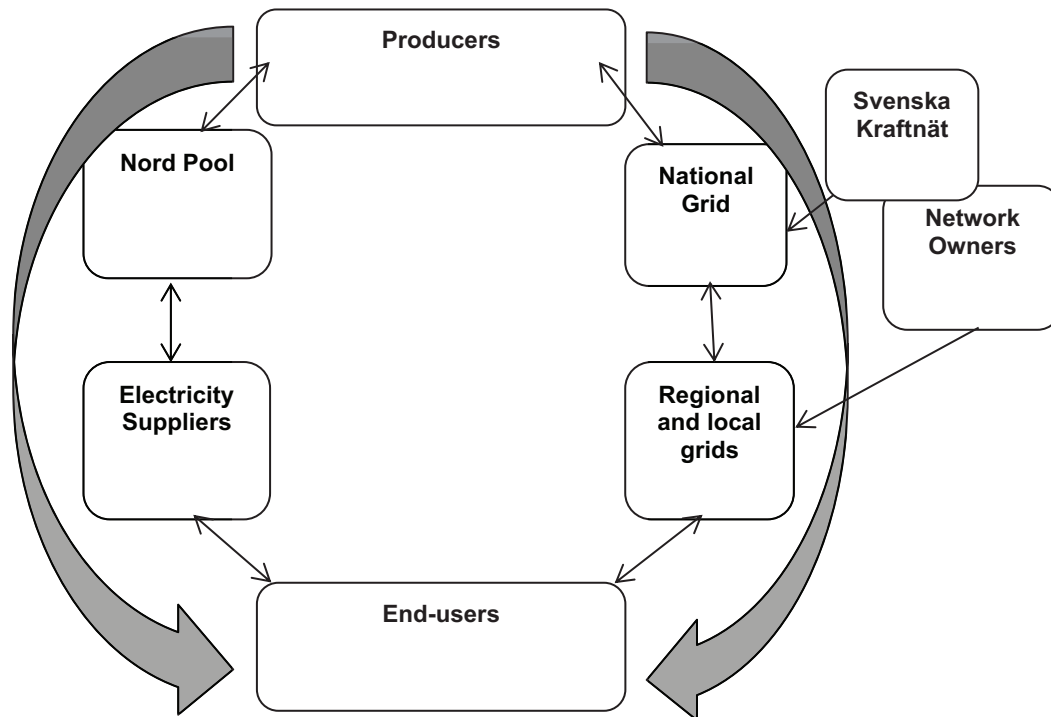 Producers
Nord Pool
National
Grid
Svenska
Kraftnät
Network
Owners
Electricity
Suppliers
Regional
and local
grids
End-users